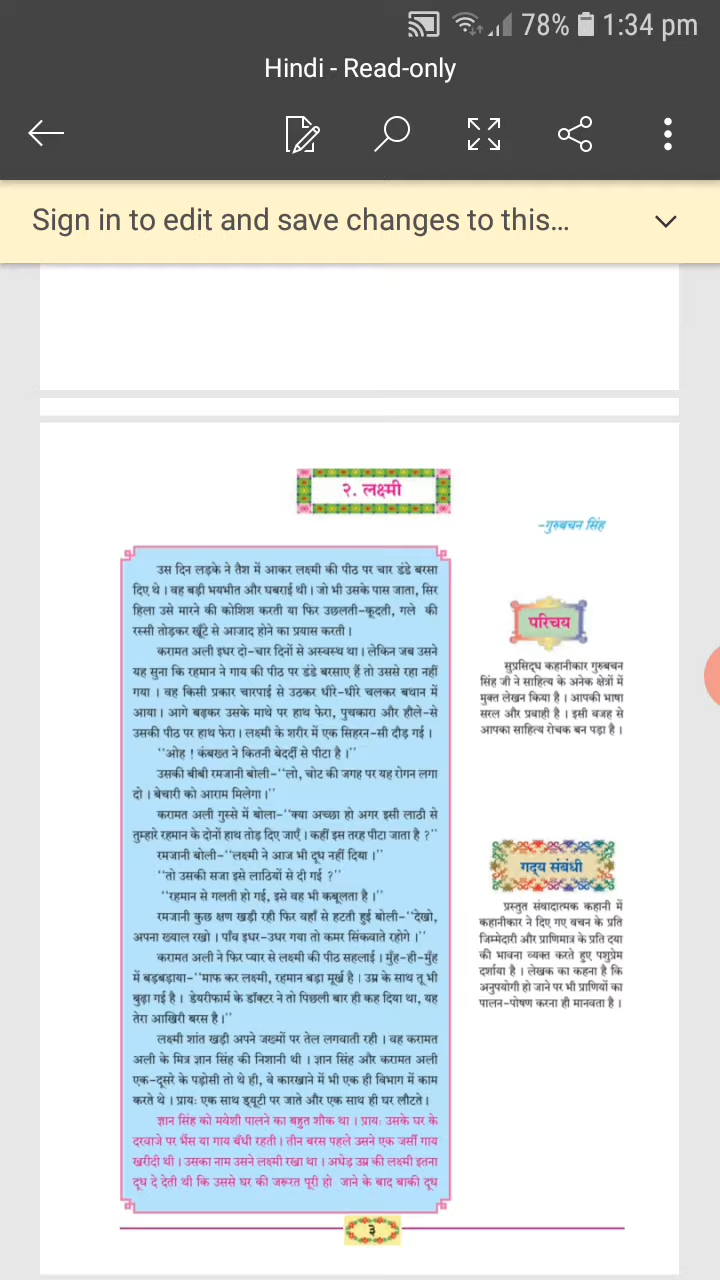 78% 1:34 pm
Hindi - Read-only
Sign in to edit and save changes to this...
२. लक्ष्मी
-गुरुबचन सिंह
उस दिन लड़के ने तैश में आकर लक्ष्मी की पीठ पर चार डंडे बरसा
दिए थे । वह बड़ी भयभीत और घबराई थी । जो भी उसके पास जाता, सिर
हिला उसे मारने की कोशिश करती या फिर उछलती-कूदती, गले की
रस्सी तोड़कर खूँटे से आजाद होने का प्रयास करती ।
करामत अली इधर दो-चार दिनों से अस्वस्थ था । लेकिन जब उसने
यह सुना कि रहमान ने गाय की पीठ पर डंडे बरसाए हैं तो उससे रहा नहीं
गया । वह किसी प्रकार चारपाई से उठकर धीरे-धीरे चलकर बथान में
आया । आगे बढ़कर उसके माथे पर हाथ फेरा, पुचकारा और हौले-से
उसकी पीठ पर हाथ फेरा । लक्ष्मी के शरीर में एक सिहरन-सी दौड़ गई ।
''ओह ! कंबख्त ने कितनी बेदर्दी से पीटा है ।''
उसकी बीबी रमजानी बोली-''लो, चोट की जगह पर यह रोगन लगा
दो । बेचारी को आराम मिलेगा ।''
करामत अली गुस्से में बोला-''क्या अच्छा हो अगर इसी लाठी से
तुम्हारे रहमान के दोनों हाथ तोड़ दिए जाएँ । कहीं इस तरह पीटा जाता है ?''
रमजानी बोली-''लक्ष्मी ने आज भी दूध नहीं दिया ।''
''तो उसकी सजा इसे लाठियों से दी गई ?''
''रहमान से गलती हो गई, इसे वह भी कबूलता है ।''
रमजानी कुछ क्षण खड़ी रही फिर वहाँ से हटती हुई बोली-''देखो,
अपना ख्याल रखो । पाँव इधर-उधर गया तो कमर सिंकवाते रहोगे ।''
करामत अली ने फिर प्यार से लक्ष्मी की पीठ सहलाई । मुँह-ही-मुँह
में बड़बड़ाया-''माफ कर लक्ष्मी, रहमान बड़ा मूर्ख है । उम्र के साथ तू भी
बुढ़ा गई है । डेयरीफार्म के डॉक्टर ने तो पिछली बार ही कह दिया था, यह
तेरा आखिरी बरस है ।''
लक्ष्मी शांत खड़ी अपने जख्मों पर तेल लगवाती रही । वह करामत
अली के मित्र ज्ञान सिंह की निशानी थी । ज्ञान सिंह और करामत अली
एक-दूसरे के पड़ोसी तो थे ही, वे कारखाने में भी एक ही विभाग में काम
करते थे । प्रायः एक साथ ड्यूटी पर जाते और एक साथ ही घर लौटते ।
ज्ञान सिंह को मवेशी पालने का बहुत शौक था । प्रायः उसके घर के
दरवाजे पर भैंस या गाय बँधी रहती । तीन बरस पहले उसने एक जर्सी गाय
खरीदी थी । उसका नाम उसने लक्ष्मी रखा था । अधेड़ उम्र की लक्ष्मी इतना
दूध दे देती थी कि उससे घर की जरूरत पूरी हो जाने के बाद बाकी दूध
परिचय
सुप्रसिद्ध कहानीकार गुरुबचन
सिंह जी ने साहित्य के अनेक क्षेत्रों में
मुक्त लेखन किया है । आपकी भाषा
सरल और प्रवाही है । इसी वजह से
आपका साहित्य रोचक बन पड़ा है ।
गद्य संबंधी
प्रस्तुत संवादात्मक कहानी में
कहानीकार ने दिए गए वचन के प्रति
जिम्मेदारी और प्राणिमात्र के प्रति दया
की भावना व्यक्त करते हुए पशुप्रेम
दर्शाया है । लेखक का कहना है कि
अनुपयोगी हो जाने पर भी प्राणियों का
पालन-पोषण करना ही मानवता है ।
३